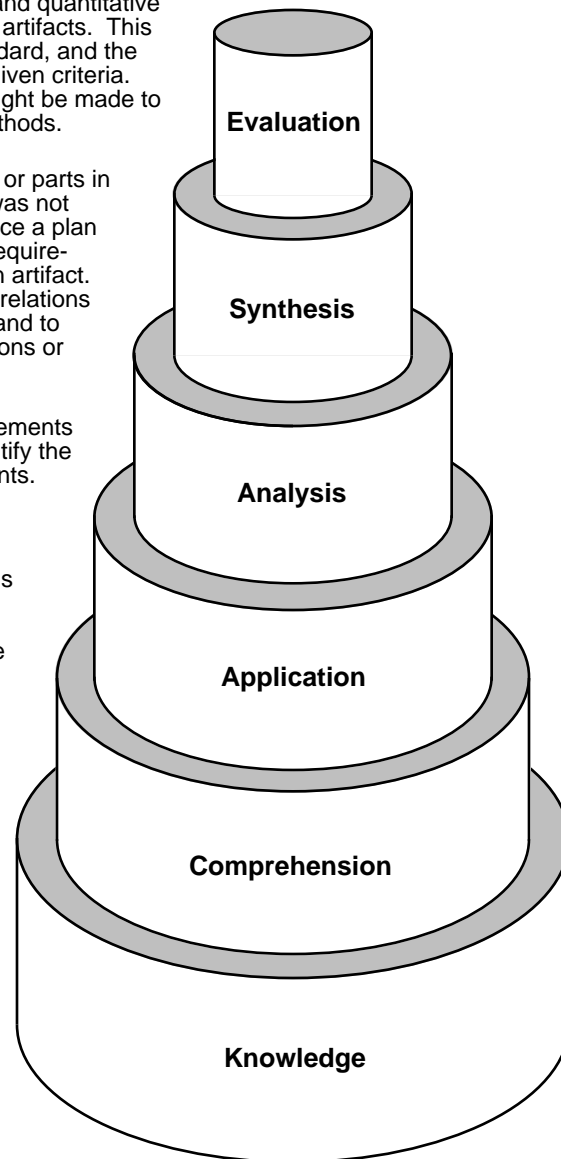 and quantitative
artifacts. This
dard, and the
iven criteria.
ght be made to
thods.
Evaluation
or parts in
was not
ce a plan
equire-
n artifact.
relations
and to
ons or
Synthesis
ements
tify the
nts.
Analysis
s
e
Application
Comprehension
Knowledge